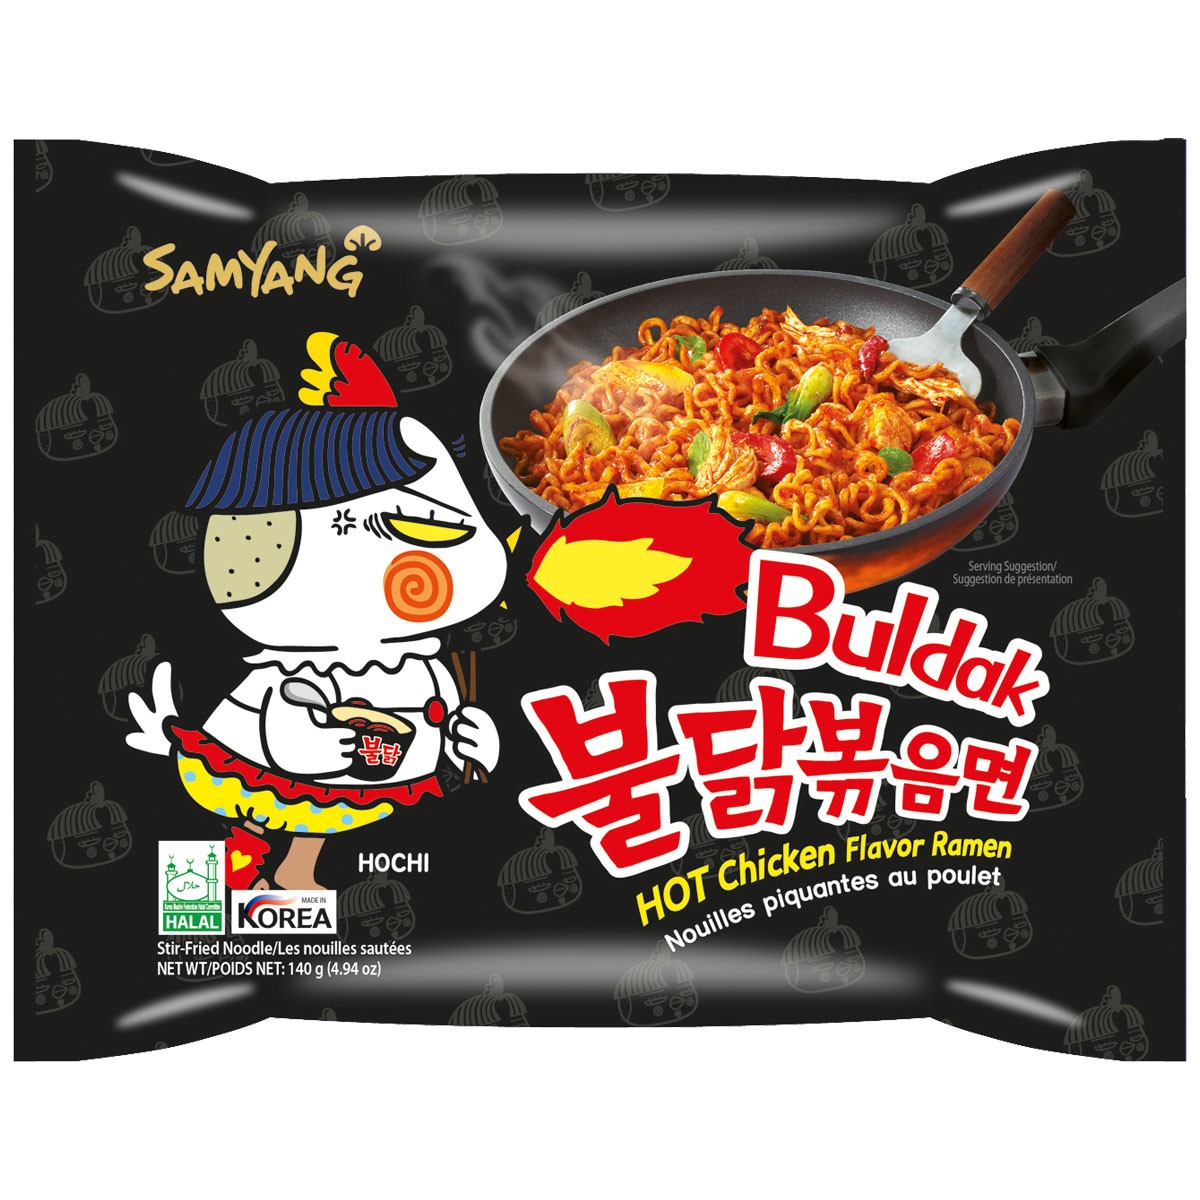 SAMYANG
Serving Suggestion/
Suggestion de présentation
Buldak
불닭볶음면
불닭
HOT Chicken Flavor Ramen
Nouilles piquantes au poulet
HOCHI
HALAL
MADE IN
KOREA
Stir-Fried Noodle/Les nouilles sautées
NET WT/POIDS NET: 140 g (4.94 oz)